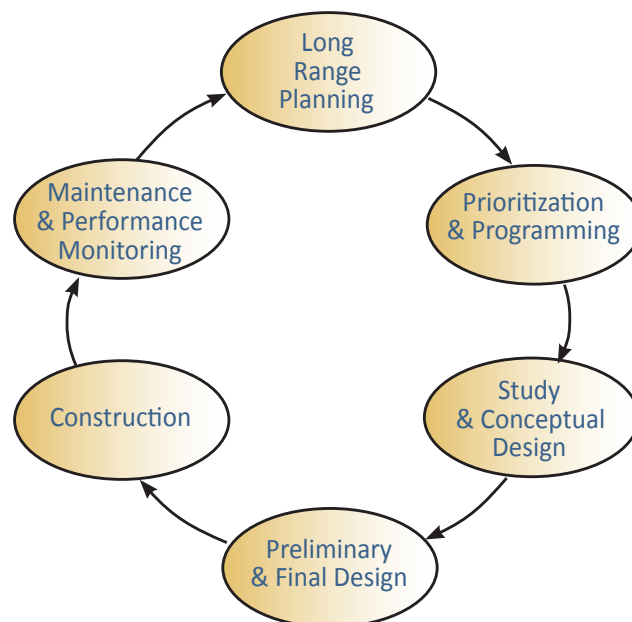 Long
Range
Planning
Prioritization
& Programming
Study
& Conceptual
Design
Preliminary
& Final Design
Construction
Maintenance
& Performance
Monitoring